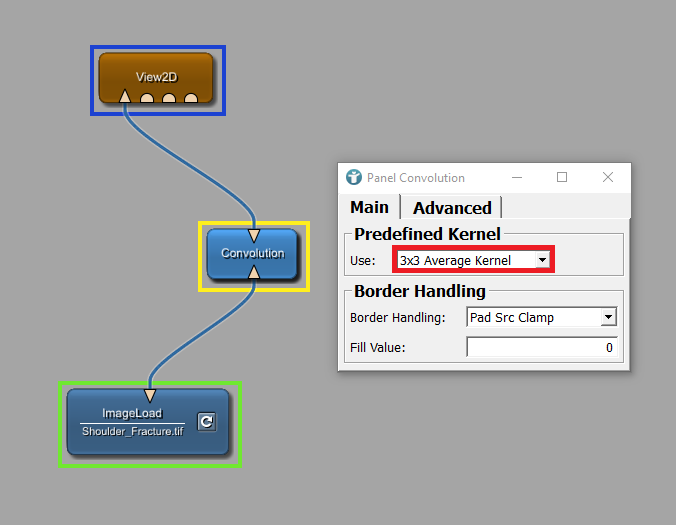 View2D
Convolution
ImageLoad
Shoulder_Fracture.tif
Panel Convolution
Main
Advanced
Predefined Kernel
Use: 3x3 Average Kernel
Border Handling
Border Handling: Pad Src Clamp
Fill Value: 0